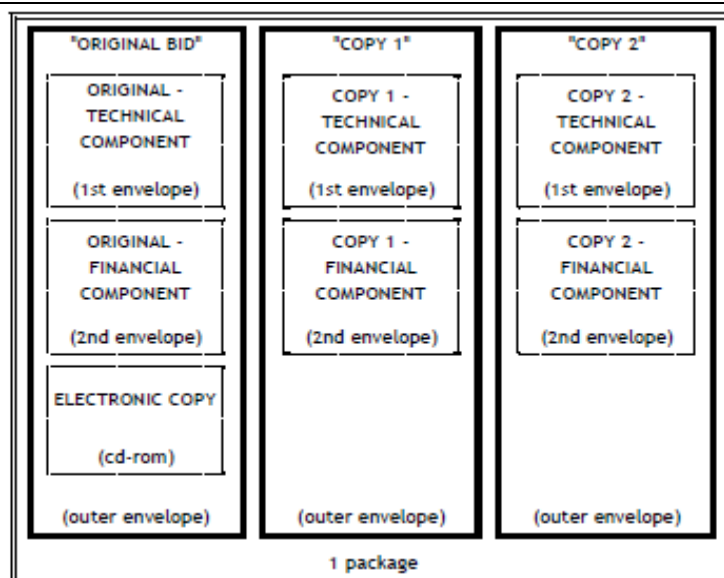 "ORIGINAL BID"
ORIGINAL -
TECHNICAL
COMPONENT
(1st envelope)
ORIGINAL -
FINANCIAL
COMPONENT
(2nd envelope)
ELECTRONIC COPY
(cd-rom)
(outer envelope)
"COPY 1"
COPY 1 -
TECHNICAL
COMPONENT
(1st envelope)
COPY 1 -
FINANCIAL
COMPONENT
(2nd envelope)
(outer envelope)
"COPY 2"
COPY 2 -
TECHNICAL
COMPONENT
(1st envelope)
COPY 2 -
FINANCIAL
COMPONENT
(2nd envelope)
(outer envelope)
1 package